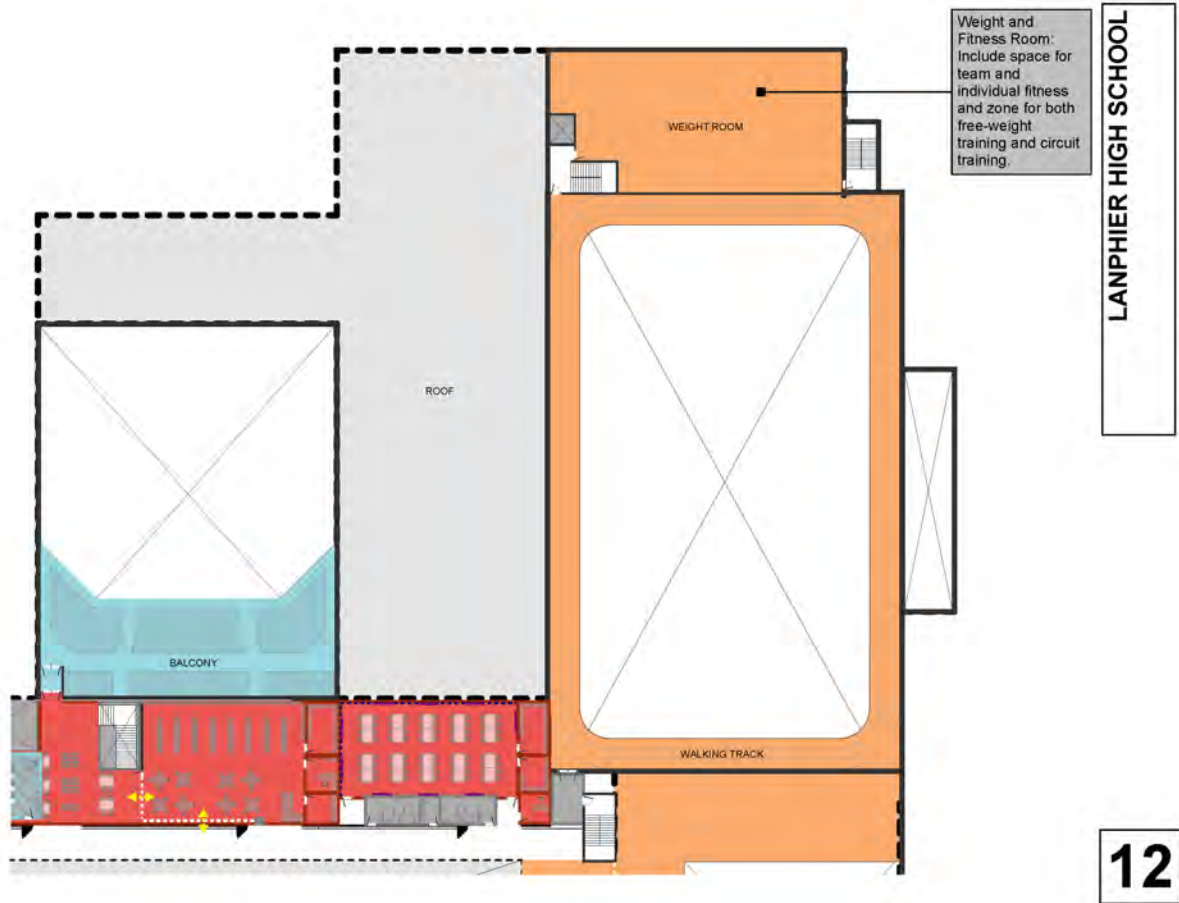 Weight and
Fitness Room:
Include space for
team and
individual fitness
and zone for both
free-weight
training and circuit
training.
LANPHIER HIGH SCHOOL
WEIGHT ROOM
ROOF
BALCONY
WALKING TRACK
12